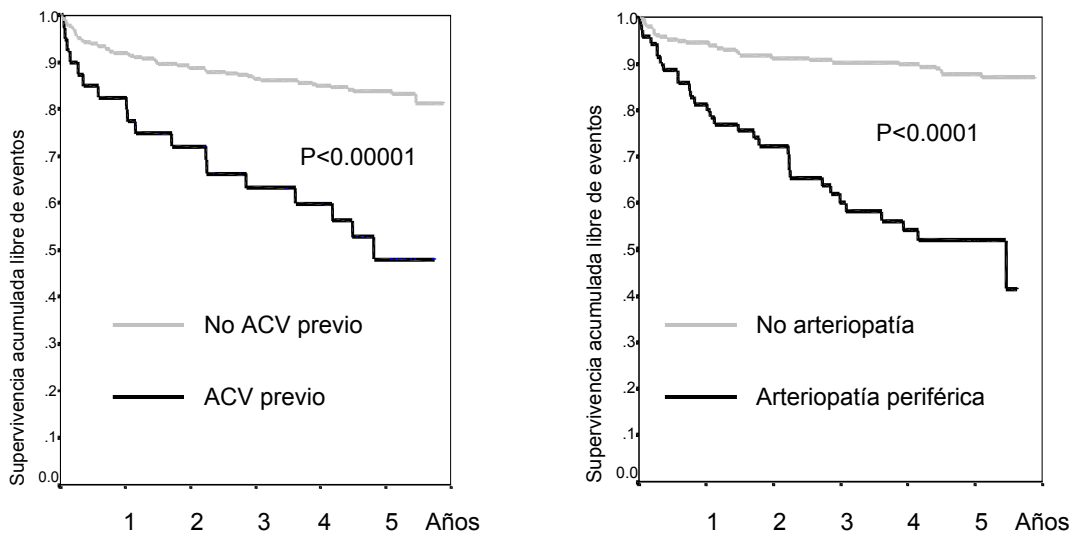 Supervivencia acumulada libre de eventos
1.0
.9
.8
.7
.6
.5
.4
.3
.2
.1
0.0
P<0.00001
No ACV previo
ACV previo
1 2 3 4 5 Años
Supervivencia acumulada libre de eventos
1.0
.9
.8
.7
.6
.5
.4
.3
.2
.1
0.0
P<0.0001
No arteriopatía
Arteriopatía periférica
1 2 3 4 5 Años